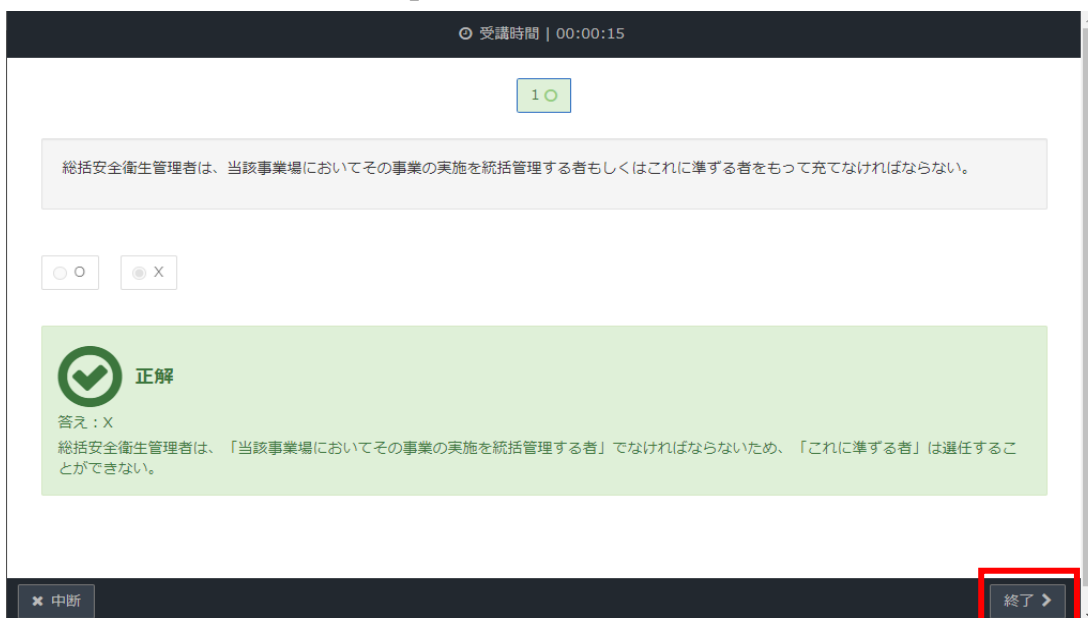 受講時間 | 00:00:15
1
総括安全衛生管理者は、当該事業場においてその事業の実施を統括管理する者もしくはこれに準ずる者をもって充てなければならない。
O X
正解
答え：X
総括安全衛生管理者は、「当該事業場においてその事業の実施を統括管理する者」でなければならないため、「これに準ずる者」は選任するこ
とができない。
中断 終了